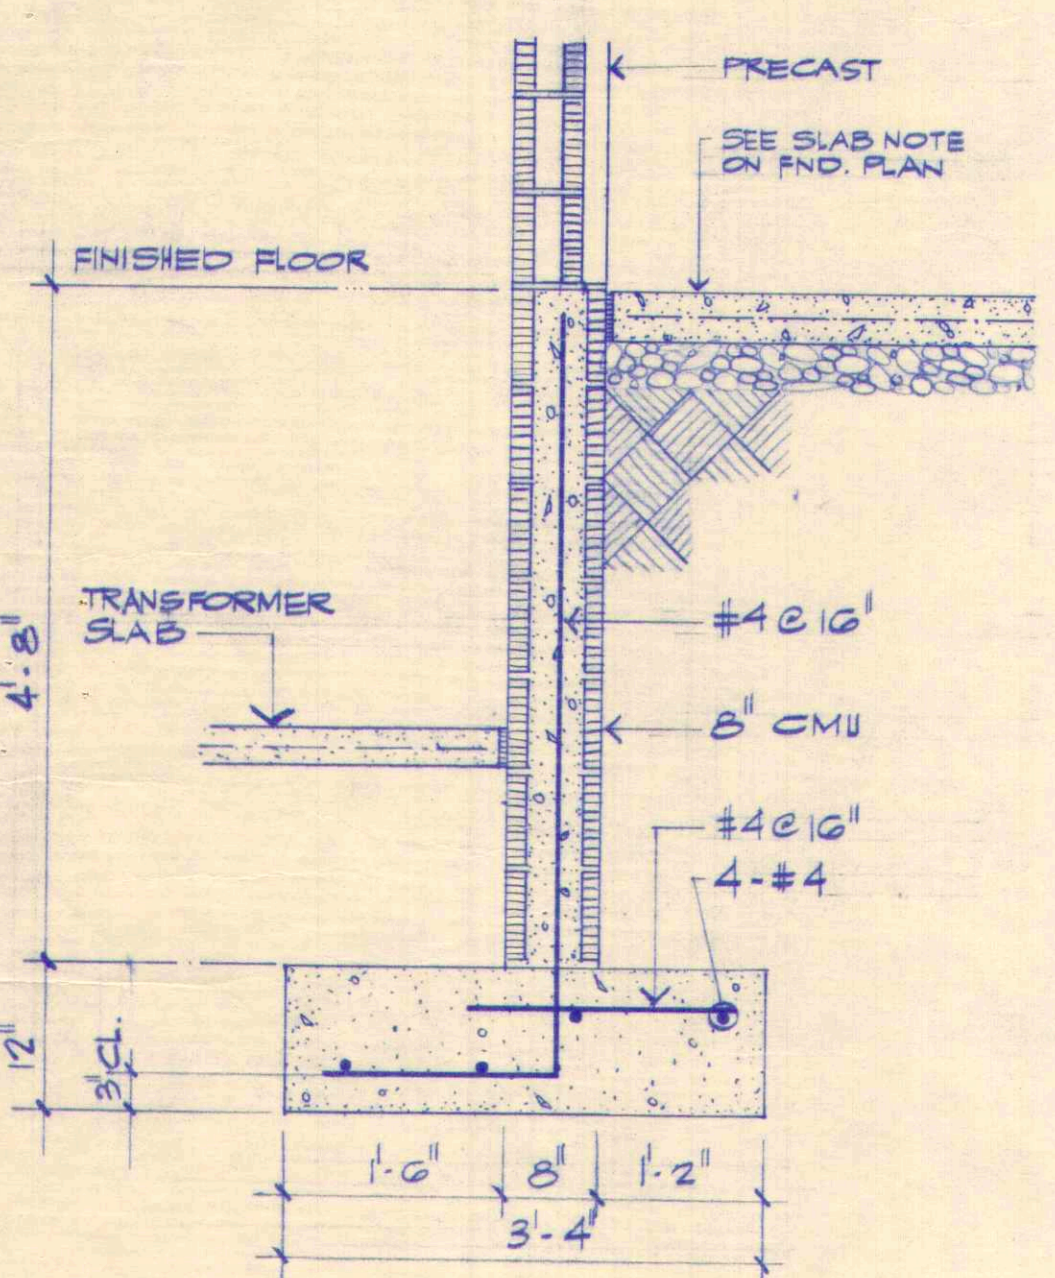 PRECAST
SEE SLAB NOTE
ON FND. PLAN
FINISHED FLOOR
TRANSFORMER
SLAB
4'-8"
#4 @ 16"
8" CMU
#4 @ 16"
4-#4
12"
3" CL.
1'-6"
8"
1'-2"
3'-4"